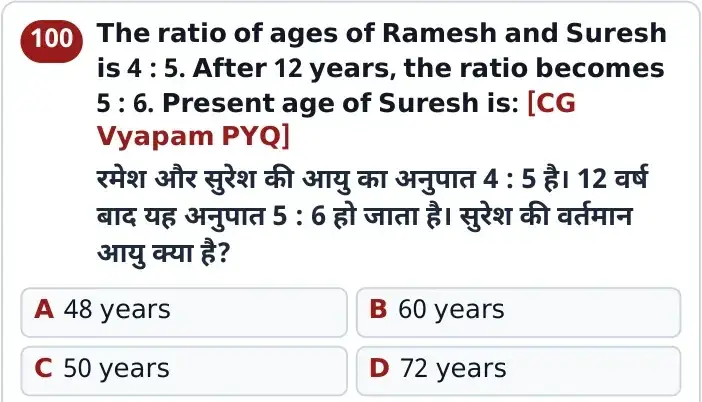 100 The ratio of ages of Ramesh and Suresh
is 4 : 5. After 12 years, the ratio becomes
5 : 6. Present age of Suresh is: [CG
Vyapam PYQ]
रमेश और सुरेश की आयु का अनुपात 4 : 5 है। 12 वर्ष
बाद यह अनुपात 5 : 6 हो जाता है। सुरेश की वर्तमान
आयु क्या है?
A 48 years
B 60 years
C 50 years
D 72 years